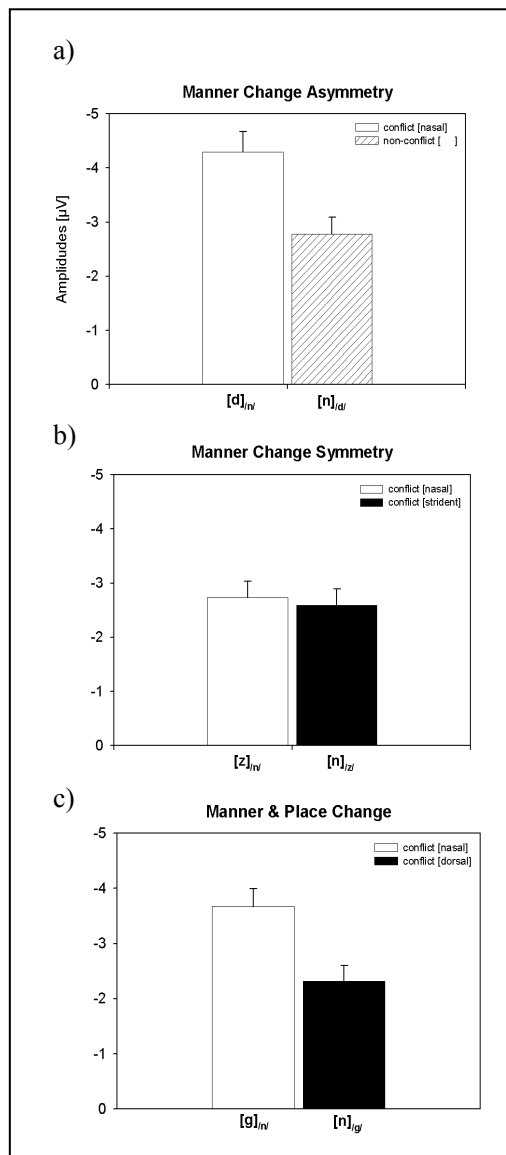 a)
Manner Change Asymmetry
-5
-4
-3
-2
-1
0
Amplidudes [µV]
conflict [nasal]
non-conflict [ ]
[d]/n/
[n]/d/
b)
Manner Change Symmetry
-5
-4
-3
-2
-1
0
conflict [nasal]
conflict [strident]
[z]/n/
[n]/z/
c)
Manner & Place Change
-5
-4
-3
-2
-1
0
conflict [nasal]
conflict [dorsal]
[g]/n/
[n]/g/